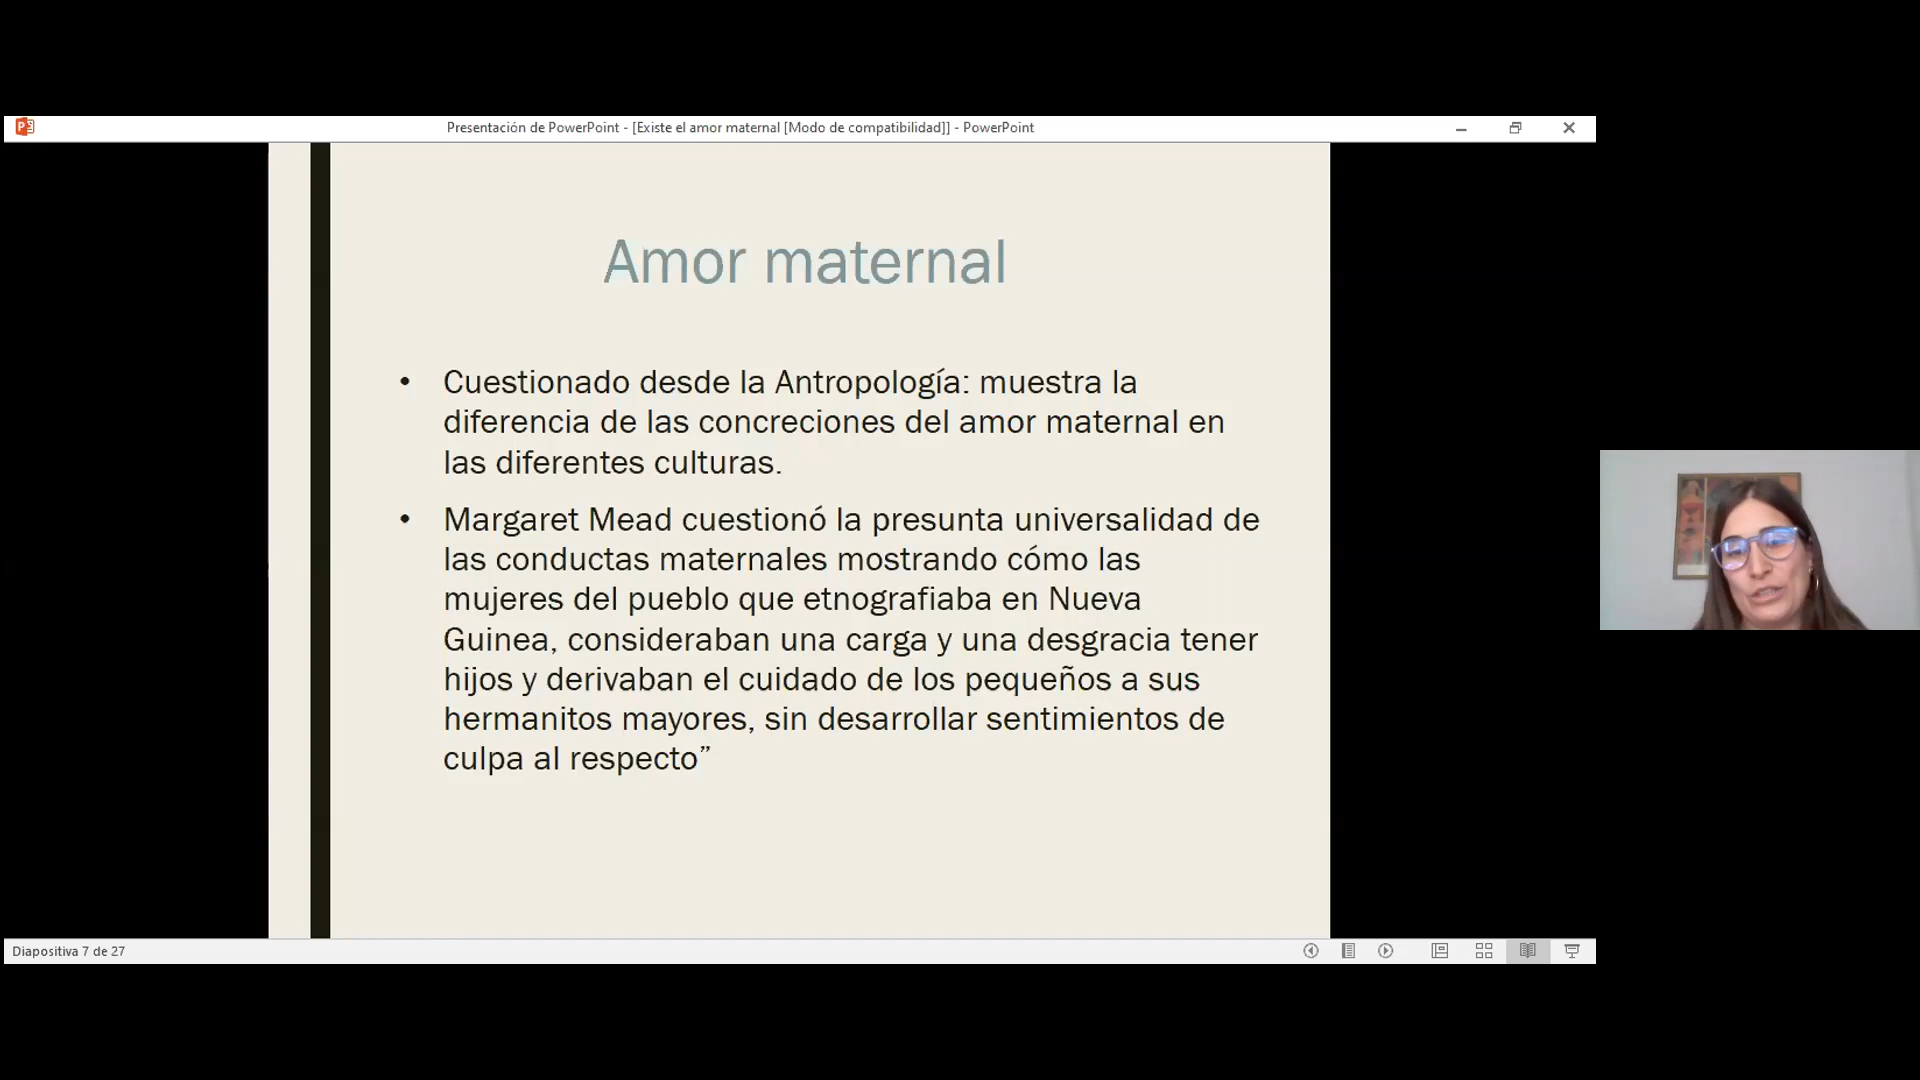 Presentación de PowerPoint - [Existe el amor maternal [Modo de compatibilidad]] - PowerPoint
Amor maternal
• Cuestionado desde la Antropología: muestra la
diferencia de las concreciones del amor maternal en
las diferentes culturas.
• Margaret Mead cuestionó la presunta universalidad de
las conductas maternales mostrando cómo las
mujeres del pueblo que etnografiaba en Nueva
Guinea, consideraban una carga y una desgracia tener
hijos y derivaban el cuidado de los pequeños a sus
hermanitos mayores, sin desarrollar sentimientos de
culpa al respecto”
Diapositiva 7 de 27